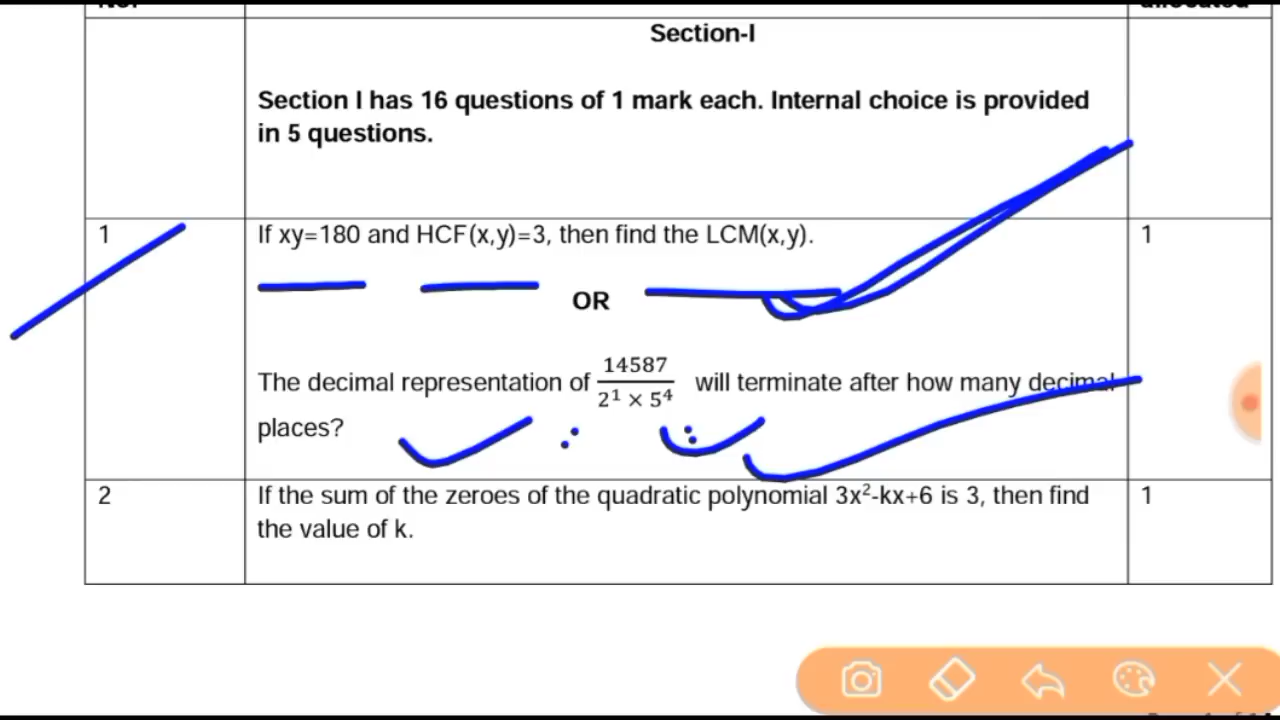 Section-I
Section I has 16 questions of 1 mark each. Internal choice is provided
in 5 questions.
1
If xy=180 and HCF(x,y)=3, then find the LCM(x,y).
1
OR
The decimal representation of 14587 / 2¹ × 5⁴ will terminate after how many decimal
places?
2
If the sum of the zeroes of the quadratic polynomial 3x²-kx+6 is 3, then find
the value of k.
1